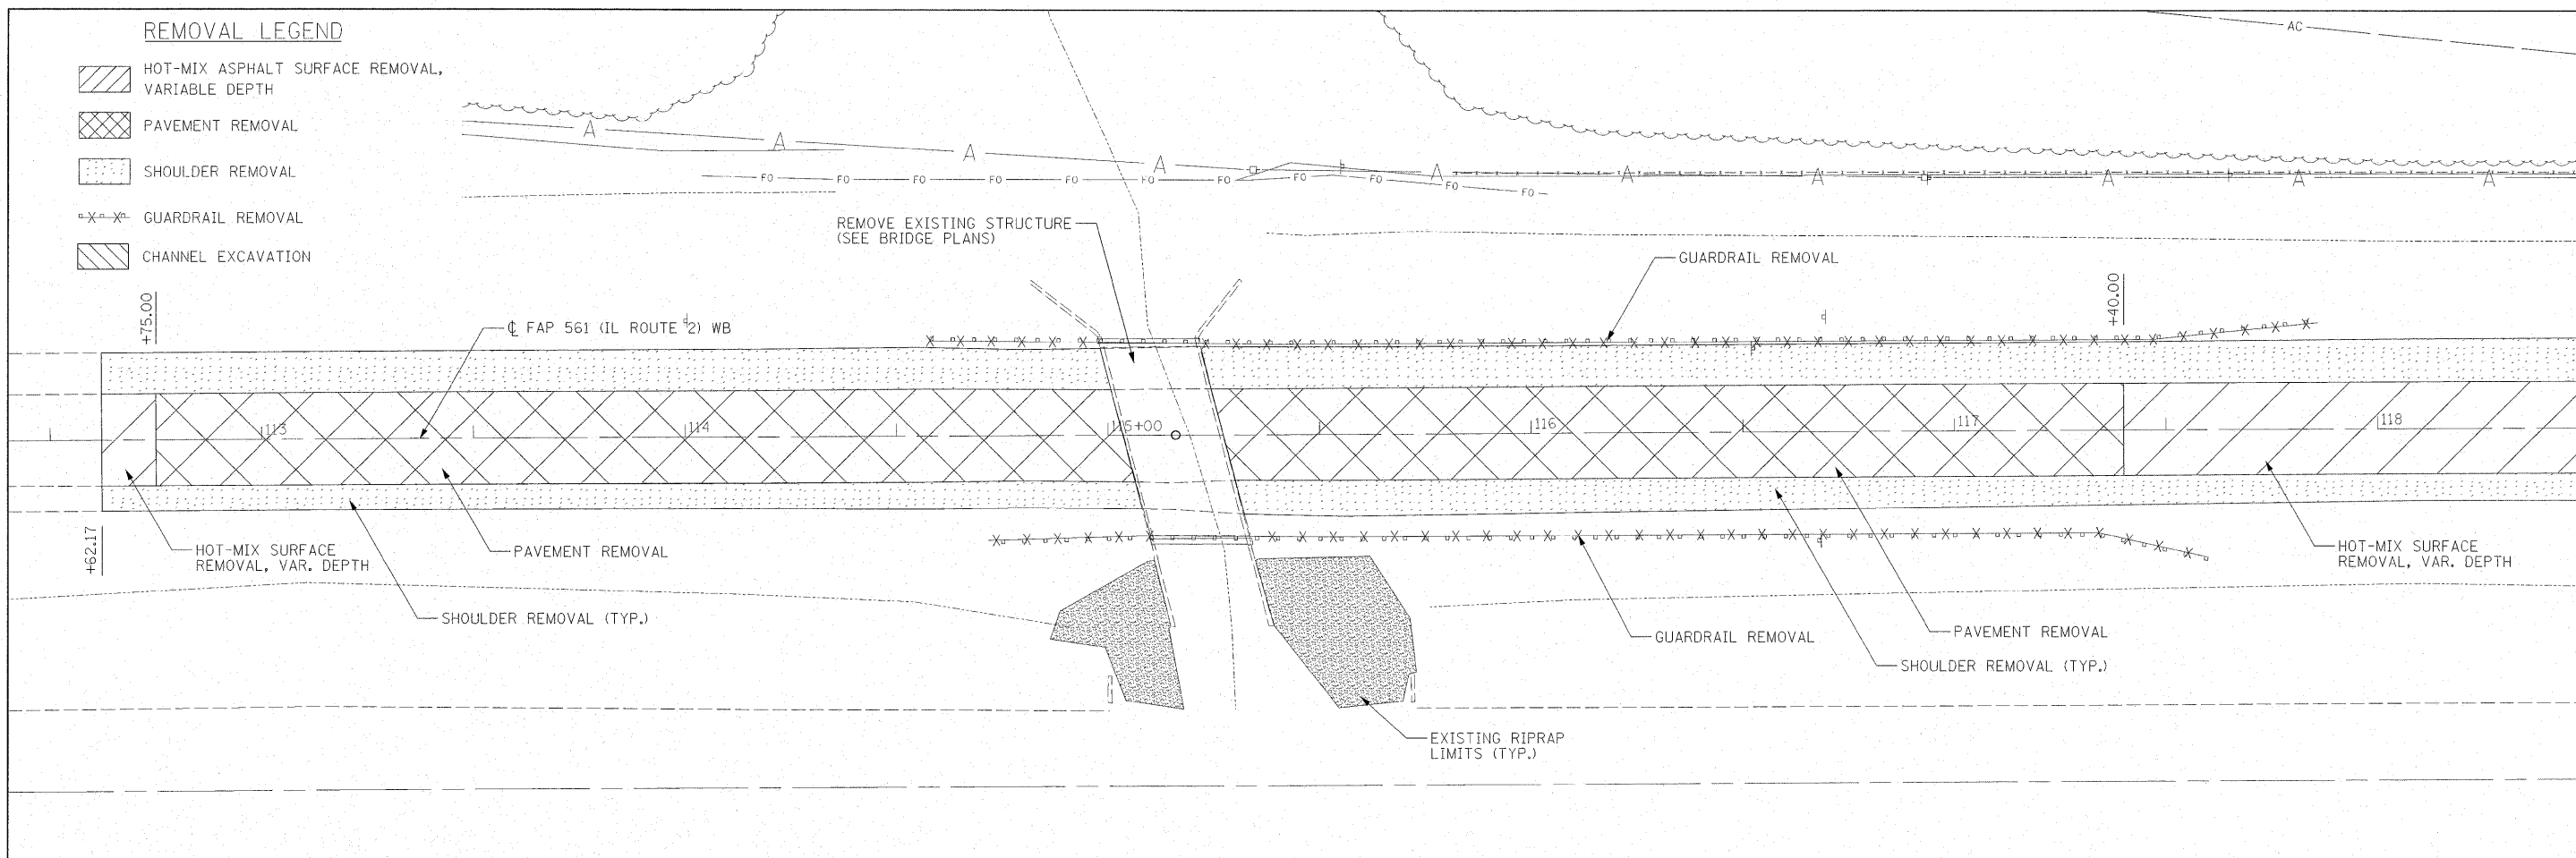 REMOVAL LEGEND
HOT-MIX ASPHALT SURFACE REMOVAL,
VARIABLE DEPTH
PAVEMENT REMOVAL
SHOULDER REMOVAL
GUARDRAIL REMOVAL
CHANNEL EXCAVATION
AC
A A A A A A A A A A
FO FO FO FO FO FO FO FO FO FO FO
REMOVE EXISTING STRUCTURE
(SEE BRIDGE PLANS)
GUARDRAIL REMOVAL
+75.00
+40.00
℄ FAP 561 (IL ROUTE 2) WB
113 114 115+00 116 117 118
+62.17
HOT-MIX SURFACE
REMOVAL, VAR. DEPTH
PAVEMENT REMOVAL
HOT-MIX SURFACE
REMOVAL, VAR. DEPTH
SHOULDER REMOVAL (TYP.)
GUARDRAIL REMOVAL
PAVEMENT REMOVAL
SHOULDER REMOVAL (TYP.)
EXISTING RIPRAP
LIMITS (TYP.)